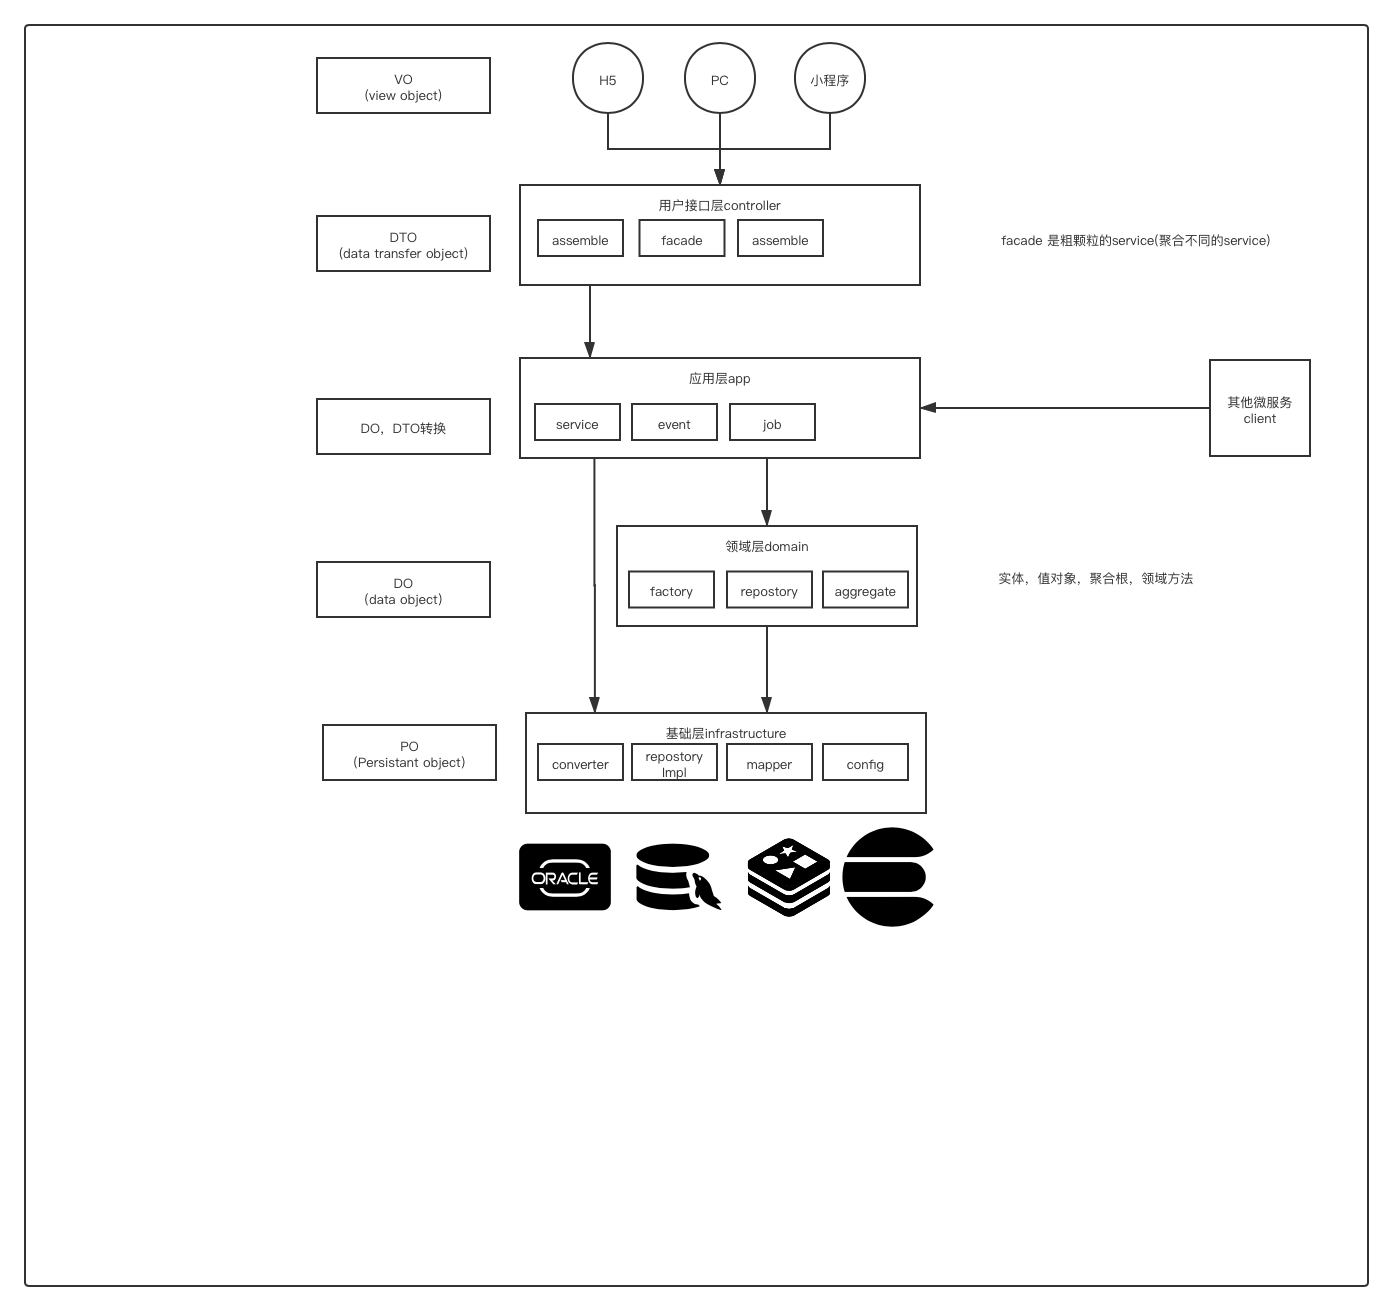 VO
(view object)
H5
PC
小程序
用户接口层controller
DTO
(data transfer object)
assemble
facade
assemble
facade 是粗颗粒的service(聚合不同的service)
应用层app
DO，DTO转换
service
event
job
其他微服务
client
领域层domain
DO
(data object)
factory
repostory
aggregate
实体，值对象，聚合根，领域方法
基础层infrastructure
PO
(Persistant object)
converter
repostory
Impl
mapper
config
ORACLE